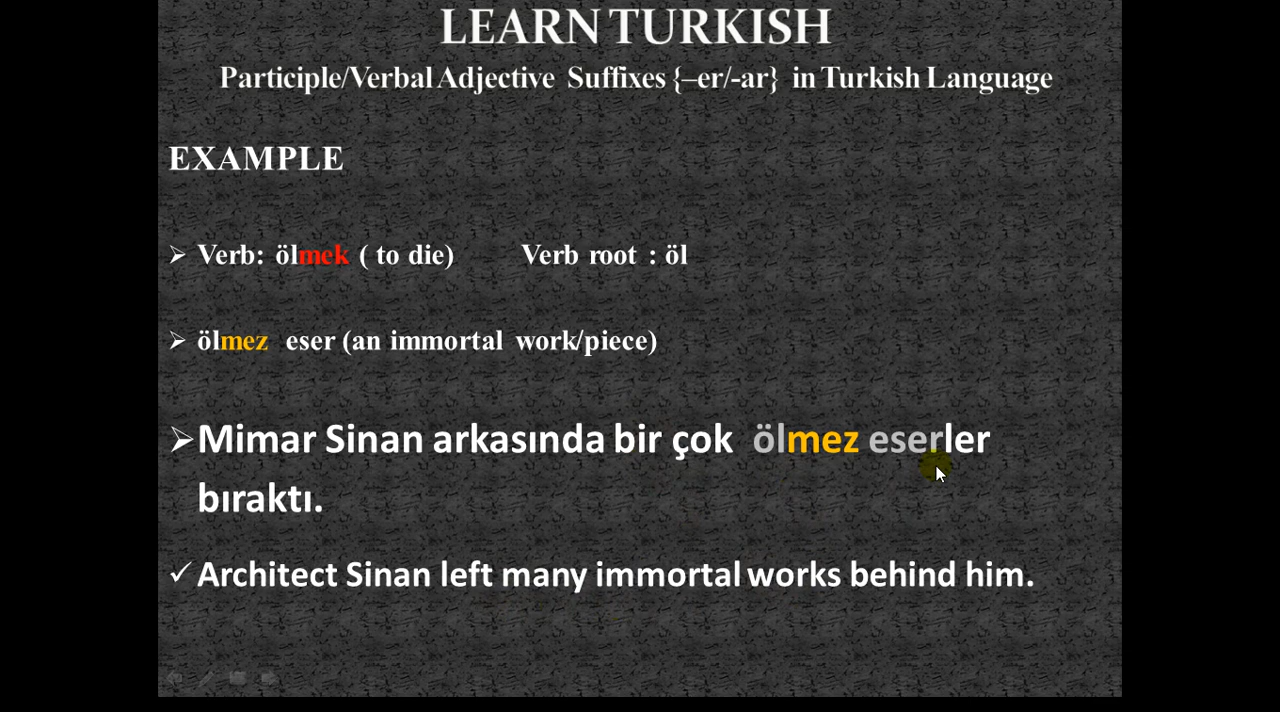 LEARN TURKISH
Participle/Verbal Adjective Suffixes {–er/-ar} in Turkish Language
EXAMPLE
➢ Verb: ölmek ( to die) Verb root : öl
➢ ölmez eser (an immortal work/piece)
➢ Mimar Sinan arkasında bir çok ölmez eserler
bıraktı.
✓ Architect Sinan left many immortal works behind him.